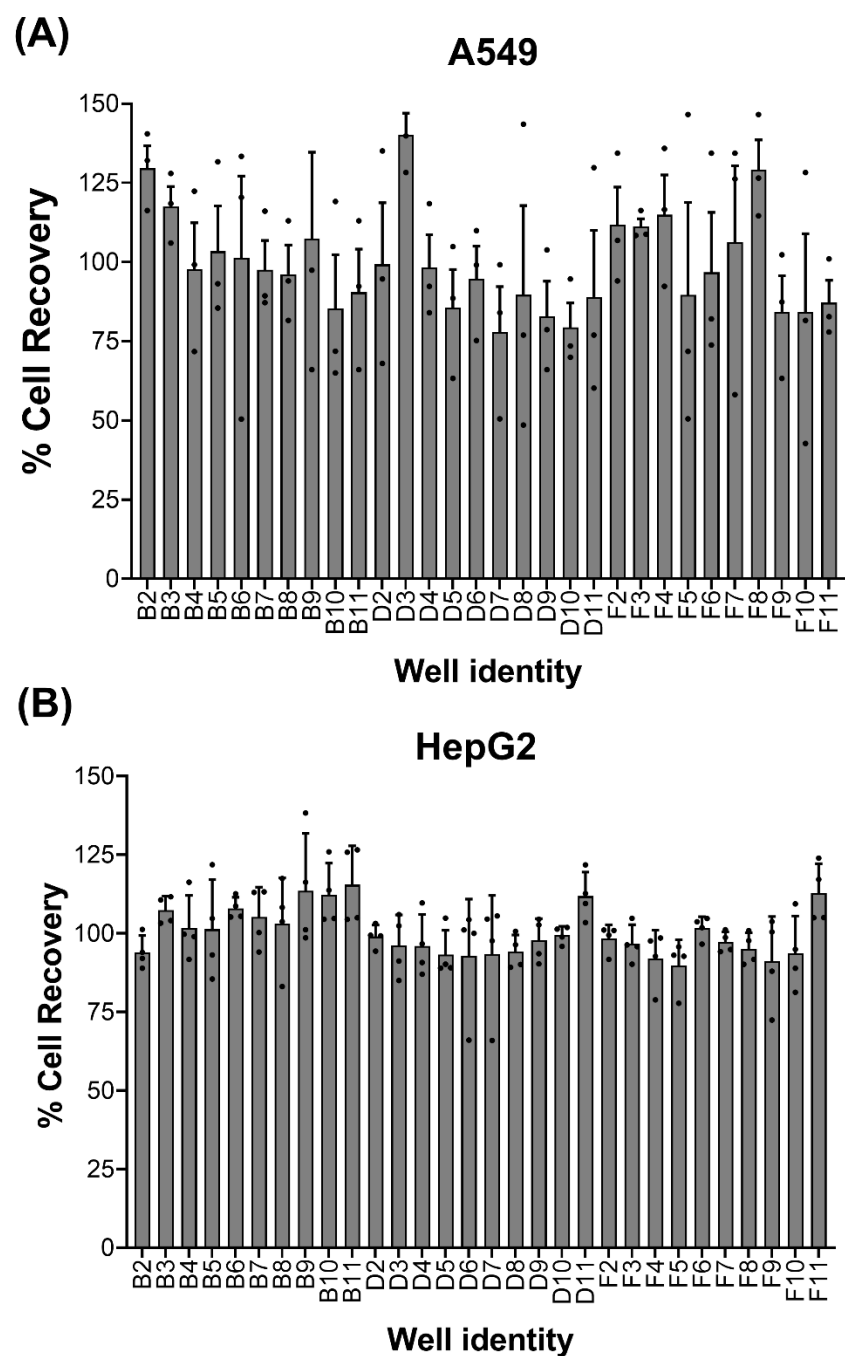 (A)
A549
% Cell Recovery
150
125
100
75
50
25
0
B2 B3 B4 B5 B6 B7 B8 B9 B10 B11 D2 D3 D4 D5 D6 D7 D8 D9 D10 D11 F2 F3 F4 F5 F6 F7 F8 F9 F10 F11
Well identity
(B)
HepG2
% Cell Recovery
150
125
100
75
50
25
0
B2 B3 B4 B5 B6 B7 B8 B9 B10 B11 D2 D3 D4 D5 D6 D7 D8 D9 D10 D11 F2 F3 F4 F5 F6 F7 F8 F9 F10 F11
Well identity